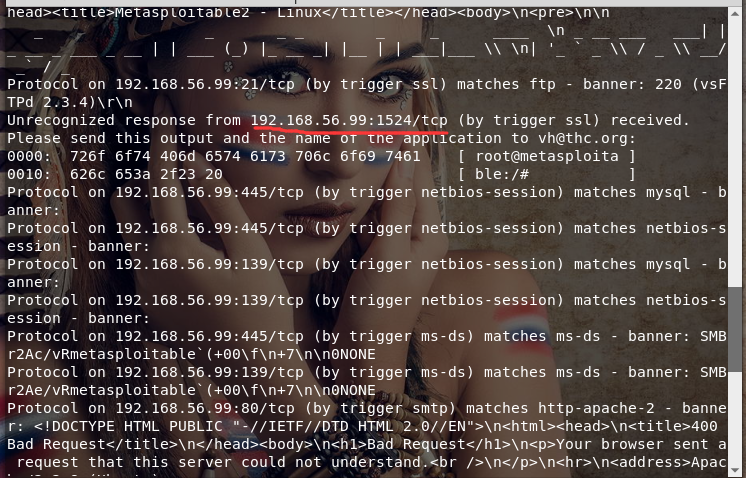 head><title>Metasploitable2 - Linux</title></head><body>\n<pre>\n\n
Protocol on 192.168.56.99:21/tcp (by trigger ssl) matches ftp - banner: 220 (vsF
TPd 2.3.4)\r\n
Unrecognized response from 192.168.56.99:1524/tcp (by trigger ssl) received.
Please send this output and the name of the application to vh@thc.org:
0000:  726f 6f74 406d 6574 6173 706c 6f69 7461    [ root@metasploita ]
0010:  626c 653a 2f23 20                          [ ble:/#           ]
Protocol on 192.168.56.99:445/tcp (by trigger netbios-session) matches mysql - b
anner:
Protocol on 192.168.56.99:445/tcp (by trigger netbios-session) matches netbios-s
ession - banner:
Protocol on 192.168.56.99:139/tcp (by trigger netbios-session) matches mysql - b
anner:
Protocol on 192.168.56.99:139/tcp (by trigger netbios-session) matches netbios-s
ession - banner:
Protocol on 192.168.56.99:445/tcp (by trigger ms-ds) matches ms-ds - banner: SMB
r2Ac/vRmetasploitable`(+00\f\n+7\n\n0NONE
Protocol on 192.168.56.99:139/tcp (by trigger ms-ds) matches ms-ds - banner: SMB
r2Ae/vRmetasploitable`(+00\f\n+7\n\n0NONE
Protocol on 192.168.56.99:80/tcp (by trigger smtp) matches http-apache-2 - banne
r: <!DOCTYPE HTML PUBLIC "-//IETF//DTD HTML 2.0//EN">\n<html><head>\n<title>400
Bad Request</title>\n</head><body>\n<h1>Bad Request</h1>\n<p>Your browser sent a
 request that this server could not understand.<br />\n</p>\n<hr>\n<address>Apac